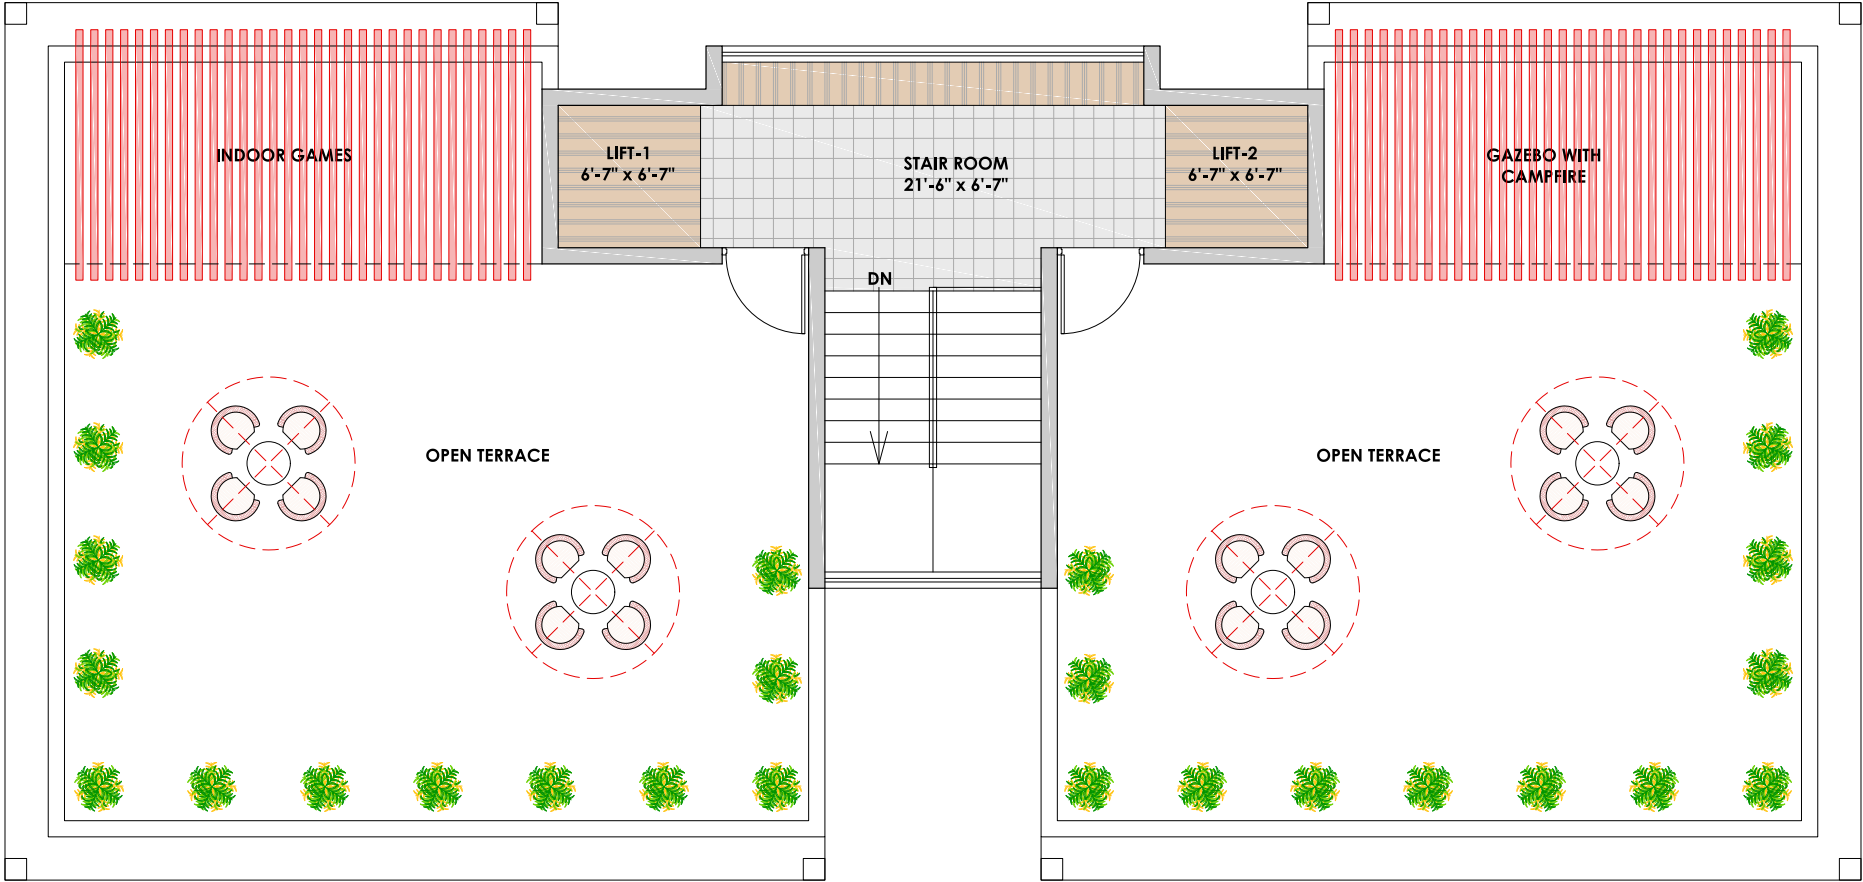 INDOOR GAMES
LIFT-1
6'-7" x 6'-7"
STAIR ROOM
21'-6" x 6'-7"
LIFT-2
6'-7" x 6'-7"
GAZEBO WITH
CAMPFIRE
DN
OPEN TERRACE
OPEN TERRACE